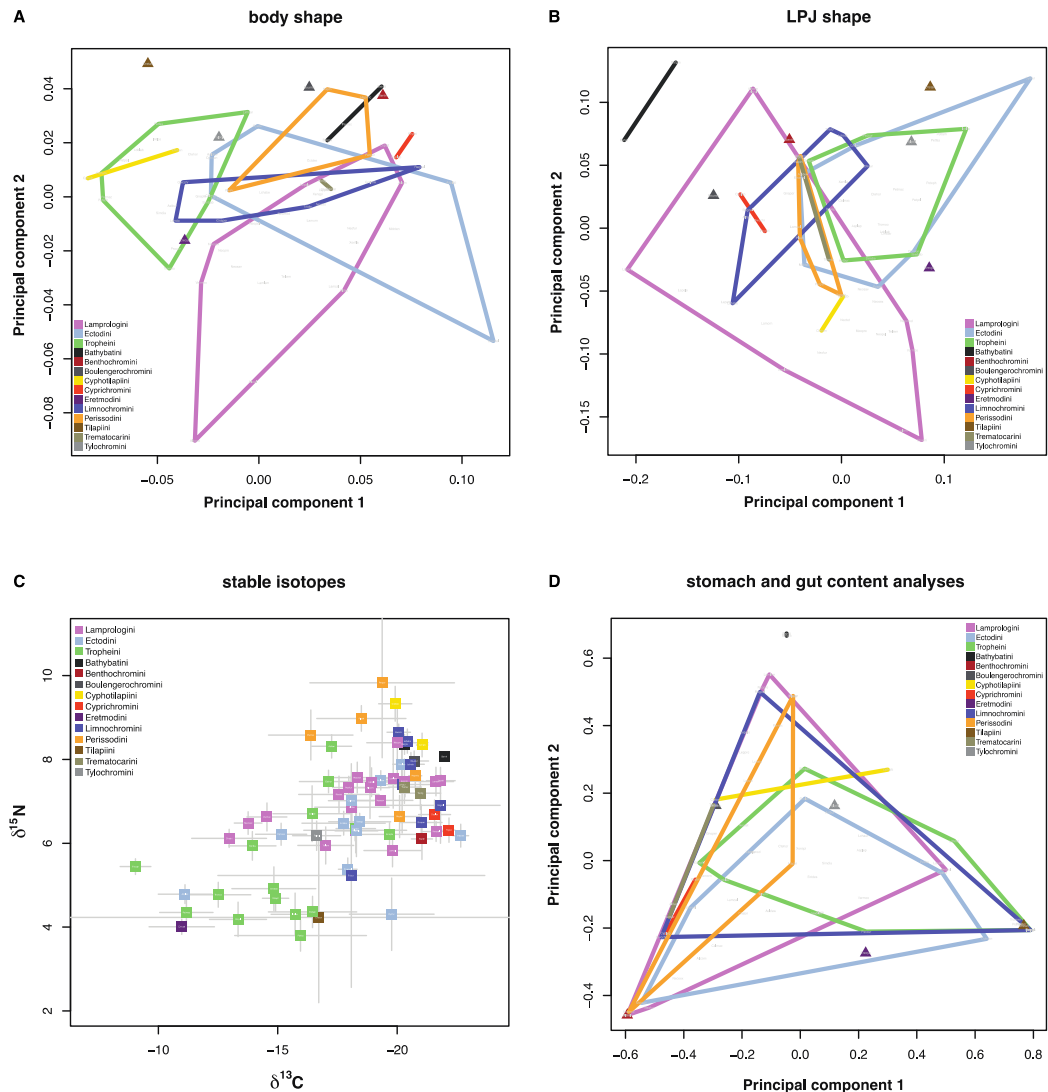 A
body shape
Principal component 2
0.04
0.02
0.00
−0.02
−0.04
−0.06
−0.08
Lamprologini
Ectodini
Tropheini
Bathybatini
Benthochromini
Boulengerochromini
Cyphotilapiini
Cyprichromini
Eretmodini
Limnochromini
Perissodini
Tilapiini
Trematocarini
Tylochromini
−0.05 0.00 0.05 0.10
Principal component 1
B
LPJ shape
Principal component 2
0.10
0.05
0.00
−0.05
−0.10
−0.15
Lamprologini
Ectodini
Tropheini
Bathybatini
Benthochromini
Boulengerochromini
Cyphotilapiini
Cyprichromini
Eretmodini
Limnochromini
Perissodini
Tilapiini
Trematocarini
Tylochromini
−0.2 −0.1 0.0 0.1
Principal component 1
C
stable isotopes
δ15N
10
8
6
4
2
Lamprologini
Ectodini
Tropheini
Bathybatini
Benthochromini
Boulengerochromini
Cyphotilapiini
Cyprichromini
Eretmodini
Limnochromini
Perissodini
Tilapiini
Trematocarini
Tylochromini
−10 −15 −20
δ13C
D
stomach and gut content analyses
Principal component 2
0.6
0.4
0.2
0.0
−0.2
−0.4
Lamprologini
Ectodini
Tropheini
Bathybatini
Benthochromini
Boulengerochromini
Cyphotilapiini
Cyprichromini
Eretmodini
Limnochromini
Perissodini
Tilapiini
Trematocarini
Tylochromini
−0.6 −0.4 −0.2 0.0 0.2 0.4 0.6 0.8
Principal component 1